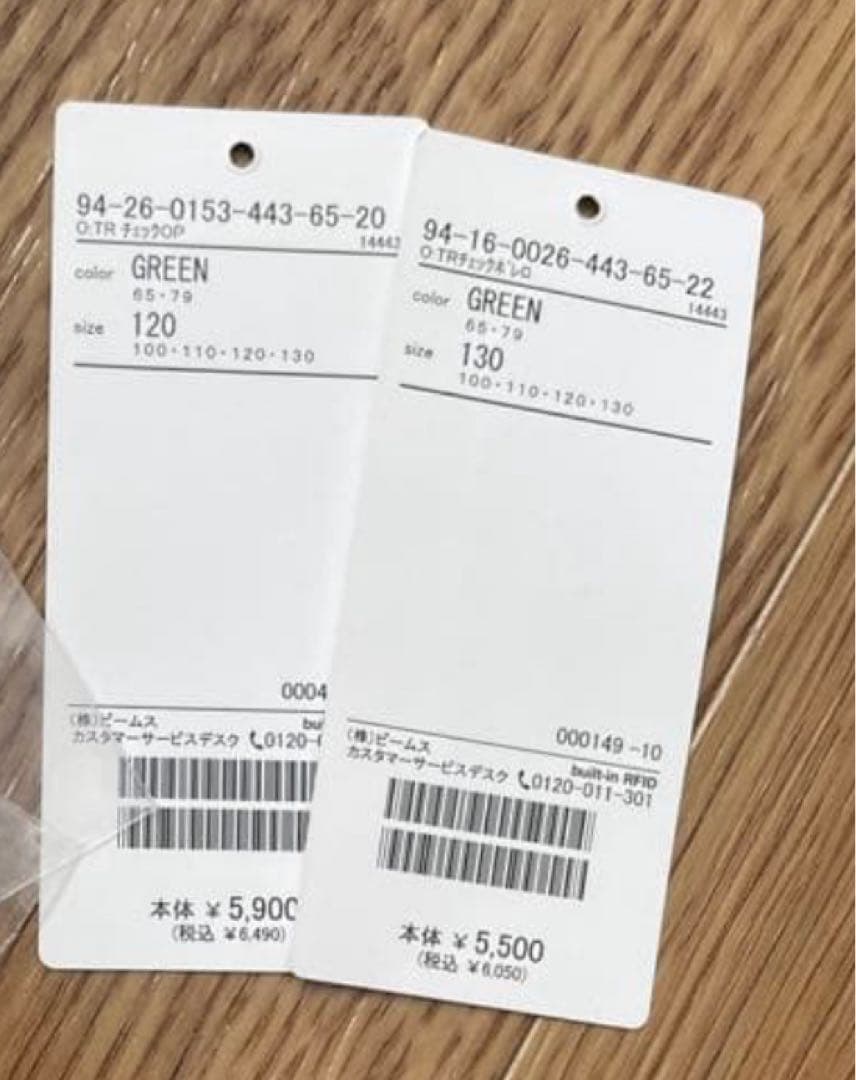 94-26-0153-443-65-20
O:TR チェックOP
14443
color GREEN
65・79
size 120
100・110・120・130
0004
(株)ビームス bui
カスタマーサービスデスク 0120-
本体 ¥5,900
(税込 ¥6,490)
94-16-0026-443-65-22
O:TRチェックボレロ
14443
color GREEN
65・79
size 130
100・110・120・130
000149-10
(株)ビームス built-in RFID
カスタマーサービスデスク 0120-011-301
本体 ¥5,500
(税込 ¥6,050)